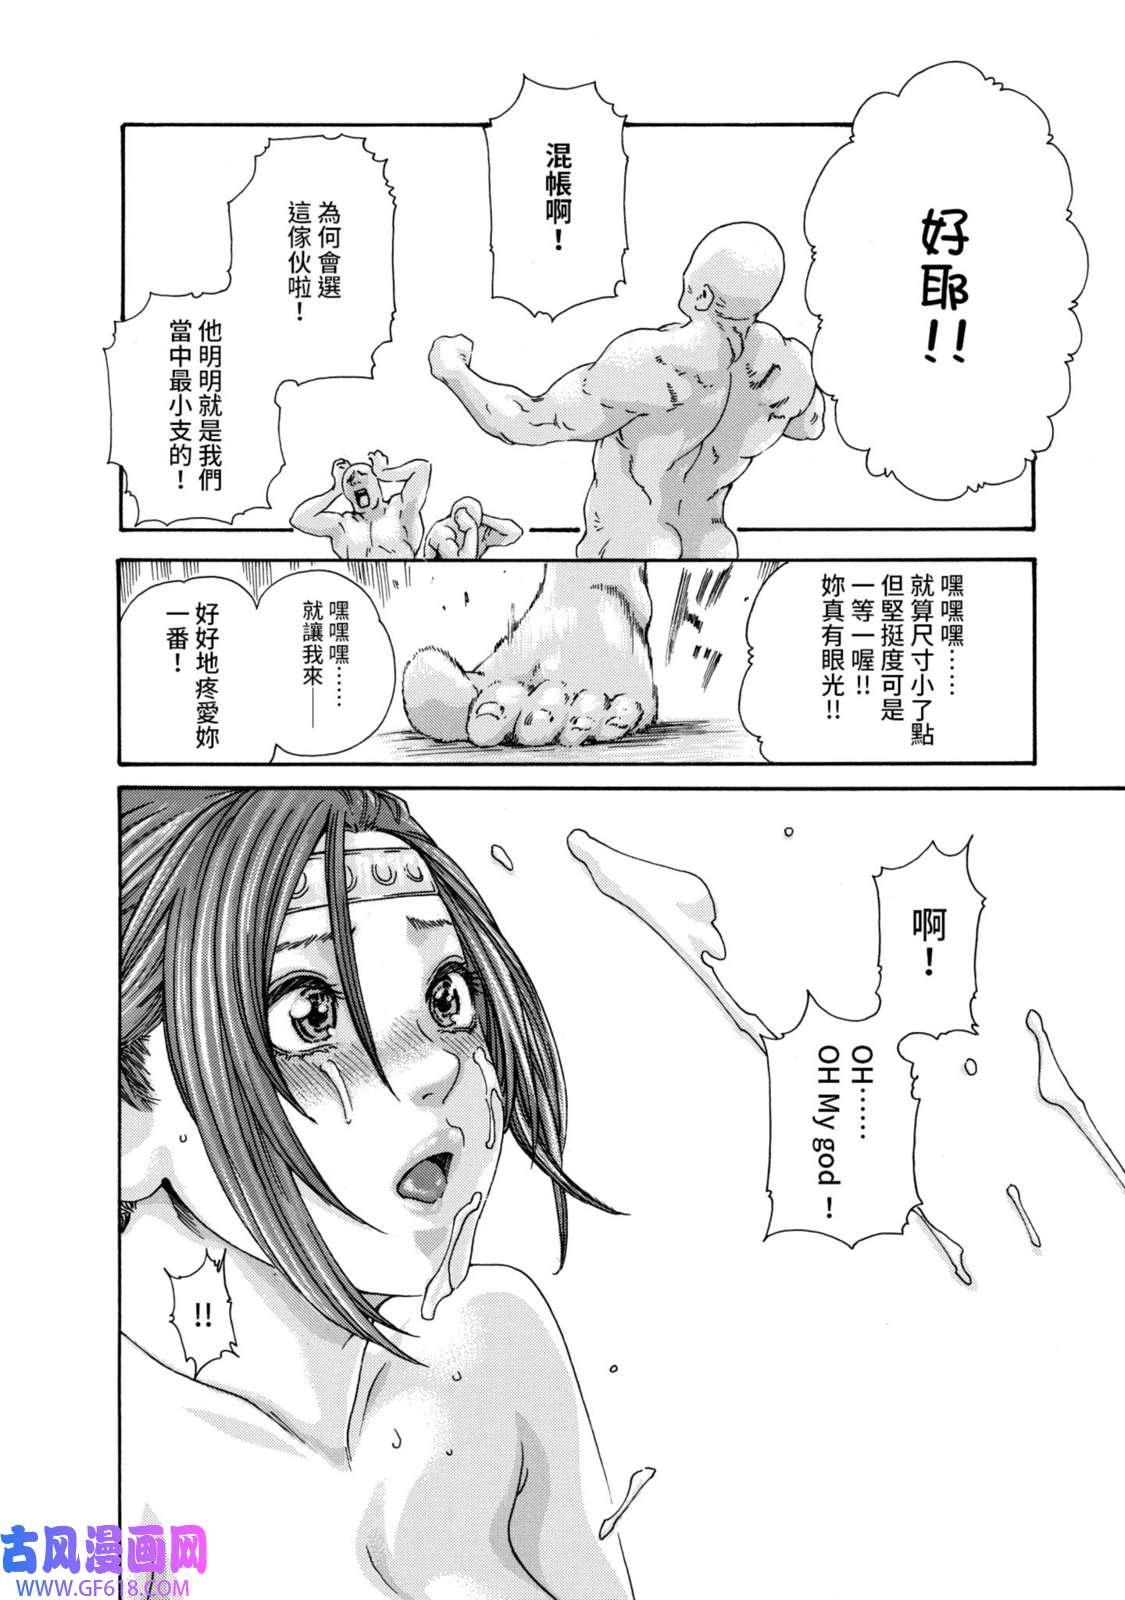 好耶!!
混帳啊！
為何會選
這傢伙啦！
他明明就是我們
當中最小支的！
嘿嘿嘿……
就算尺寸小了點
但堅挺度可是
一等一喔!!
妳真有眼光!!
嘿嘿嘿……
就讓我來——
好好地疼愛妳
一番！
啊！
OH……
OH My god！
!!
古风漫画网
WWW.GF618.COM